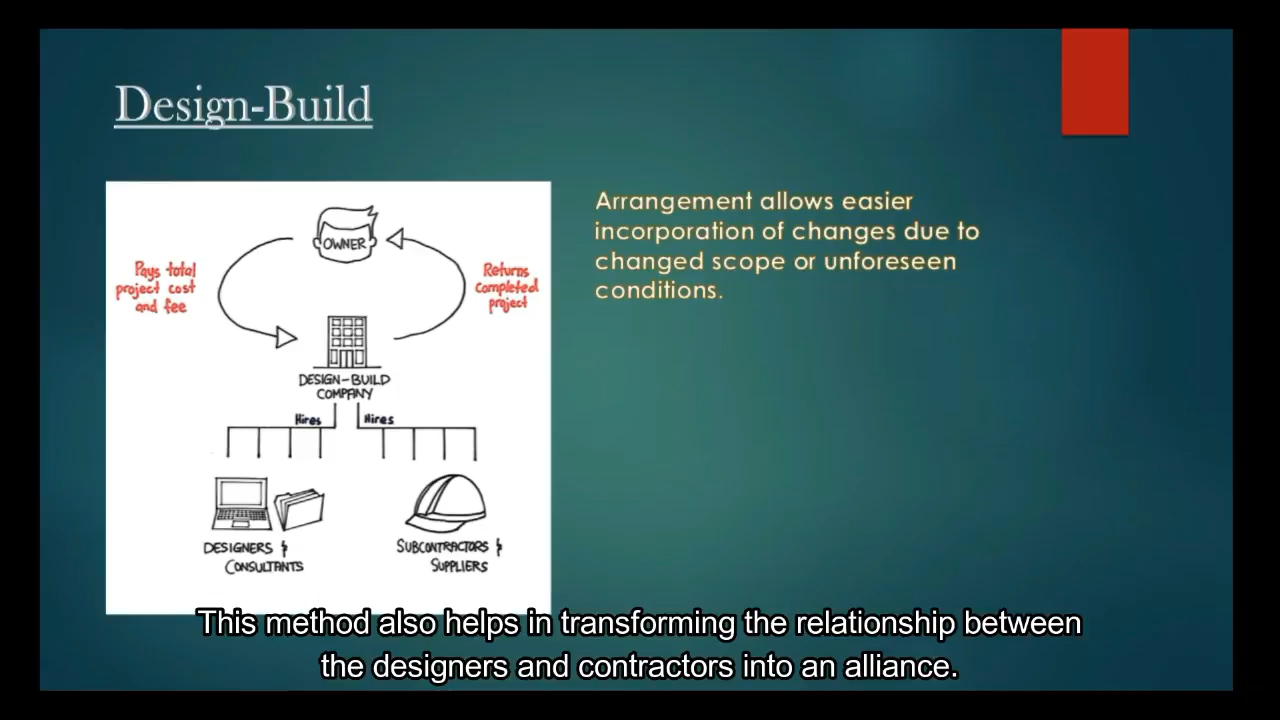 Design-Build
OWNER
Pays total
project cost
and fee
Returns
completed
project
DESIGN-BUILD
COMPANY
Hires
Hires
DESIGNERS &
CONSULTANTS
SUBCONTRACTORS &
SUPPLIERS
Arrangement allows easier
incorporation of changes due to
changed scope or unforeseen
conditions.
This method also helps in transforming the relationship between
the designers and contractors into an alliance.